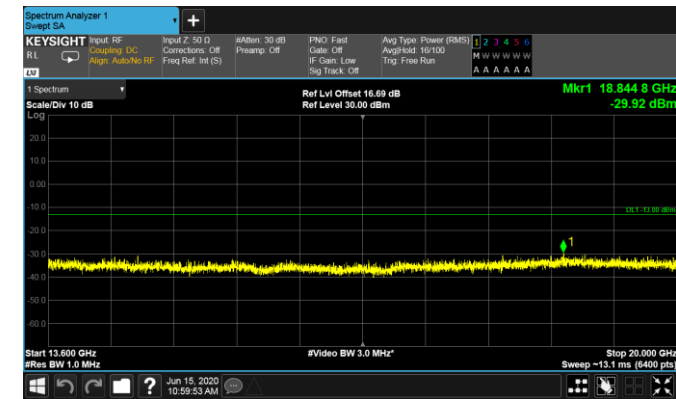 Spectrum Analyzer 1
Swept SA
+
KEYSIGHT Input: RF Input Z: 50 Ω #Atten: 30 dB PNO: Fast Avg Type: Power (RMS) 1 2 3 4 5 6
R L Coupling: DC Corrections: Off Preamp: Off Gate: Off Avg|Hold: 16/100 M W W W W W
Align: Auto/No RF Freq Ref: Int (S) IF Gain: Low Trig: Free Run
Sig Track: Off A A A A A A
LXI
1 Spectrum Ref Lvl Offset 16.69 dB Mkr1 18.844 8 GHz
Scale/Div 10 dB Ref Level 30.00 dBm -29.92 dBm
Log
20.0
10.0
0.00
-10.0 DL1 -13.00 dBm
-20.0
1
-30.0
-40.0
-50.0
-60.0
Start 13.600 GHz #Video BW 3.0 MHz* Stop 20.000 GHz
#Res BW 1.0 MHz Sweep ~13.1 ms (6400 pts)
? Jun 15, 2020
10:59:53 AM